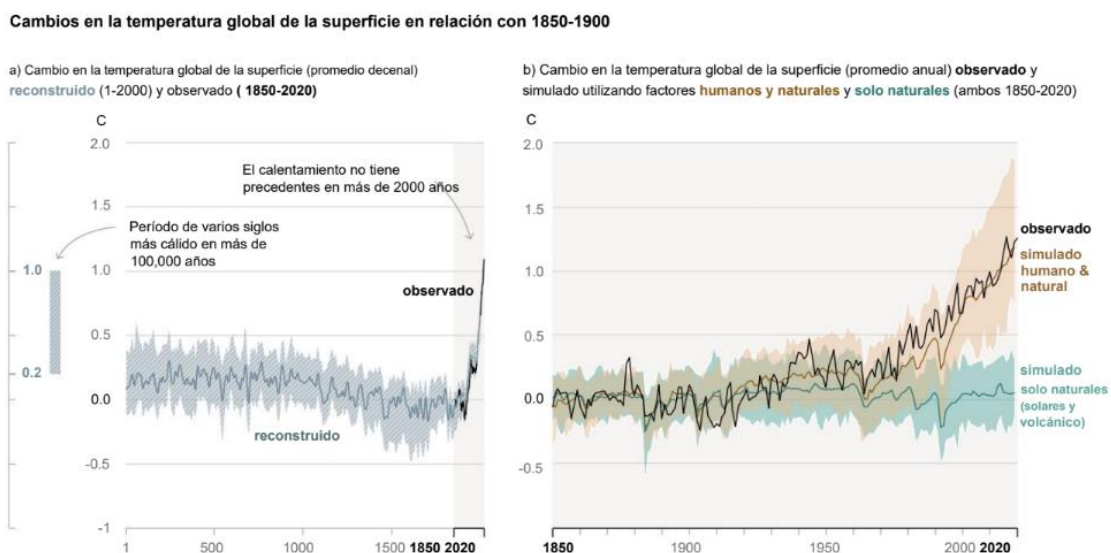 Cambios en la temperatura global de la superficie en relación con 1850-1900
a) Cambio en la temperatura global de la superficie (promedio decenal)
reconstruido (1-2000) y observado ( 1850-2020)
C
2.0
1.5
1.0
0.5
0.0
-0.5
-1
1.0
0.2
El calentamiento no tiene
precedentes en más de 2000 años
Período de varios siglos
más cálido en más de
100,000 años
observado
reconstruido
1 500 1000 1500 1850 2020
b) Cambio en la temperatura global de la superficie (promedio anual) observado y
simulado utilizando factores humanos y naturales y solo naturales (ambos 1850-2020)
C
2.0
1.5
1.0
0.5
0.0
-0.5
observado
simulado
humano &
natural
simulado
solo naturales
(solares y
volcánico)
1850 1900 1950 2000 2020